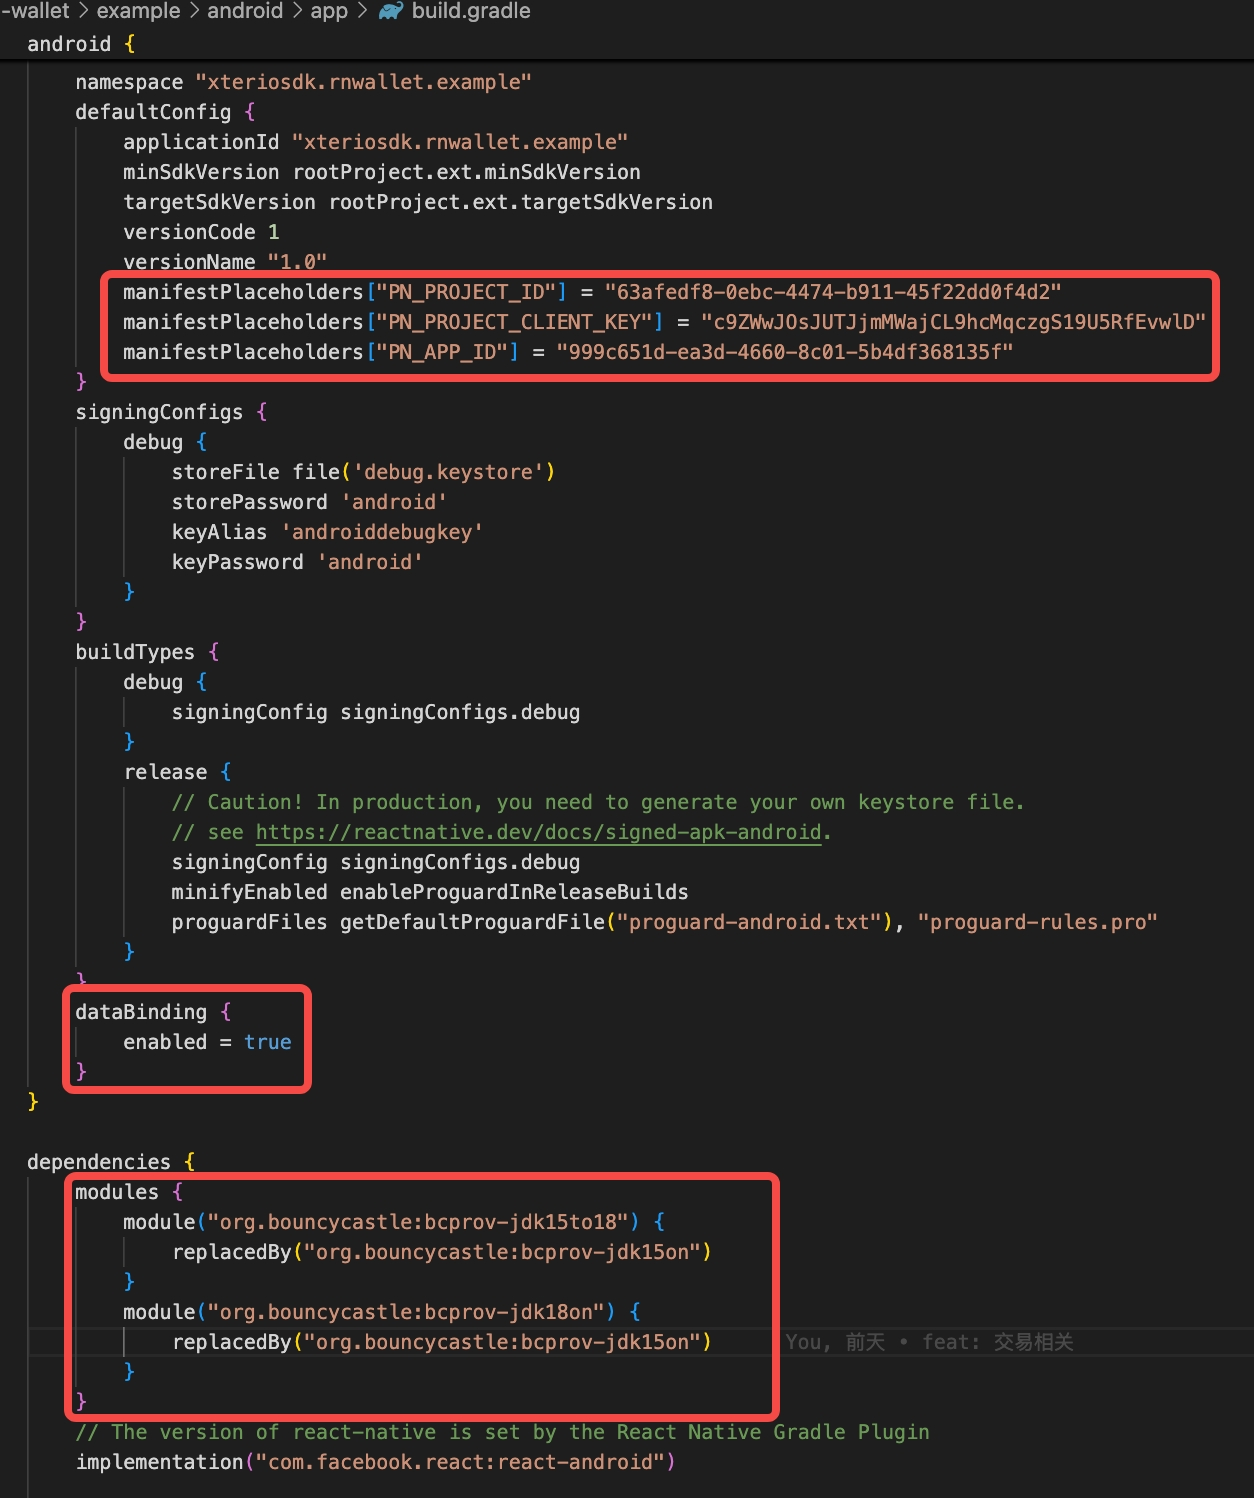 -wallet > example > android > app > build.gradle
android {
namespace "xteriosdk.rnwallet.example"
defaultConfig {
applicationId "xteriosdk.rnwallet.example"
minSdkVersion rootProject.ext.minSdkVersion
targetSdkVersion rootProject.ext.targetSdkVersion
versionCode 1
versionName "1.0"
manifestPlaceholders["PN_PROJECT_ID"] = "63afedf8-0ebc-4474-b911-45f22dd0f4d2"
manifestPlaceholders["PN_PROJECT_CLIENT_KEY"] = "c9ZWwJOsJUTJjmMWajCL9hcMqczgS19U5RfEvwlD"
manifestPlaceholders["PN_APP_ID"] = "999c651d-ea3d-4660-8c01-5b4df368135f"
}
signingConfigs {
debug {
storeFile file('debug.keystore')
storePassword 'android'
keyAlias 'androiddebugkey'
keyPassword 'android'
}
}
buildTypes {
debug {
signingConfig signingConfigs.debug
}
release {
// Caution! In production, you need to generate your own keystore file.
// see https://reactnative.dev/docs/signed-apk-android.
signingConfig signingConfigs.debug
minifyEnabled enableProguardInReleaseBuilds
proguardFiles getDefaultProguardFile("proguard-android.txt"), "proguard-rules.pro"
}
}
dataBinding {
enabled = true
}
}
dependencies {
modules {
module("org.bouncycastle:bcprov-jdk15to18") {
replacedBy("org.bouncycastle:bcprov-jdk15on")
}
module("org.bouncycastle:bcprov-jdk18on") {
replacedBy("org.bouncycastle:bcprov-jdk15on") You, 前天 • feat: 交易相关
}
}
// The version of react-native is set by the React Native Gradle Plugin
implementation("com.facebook.react:react-android")